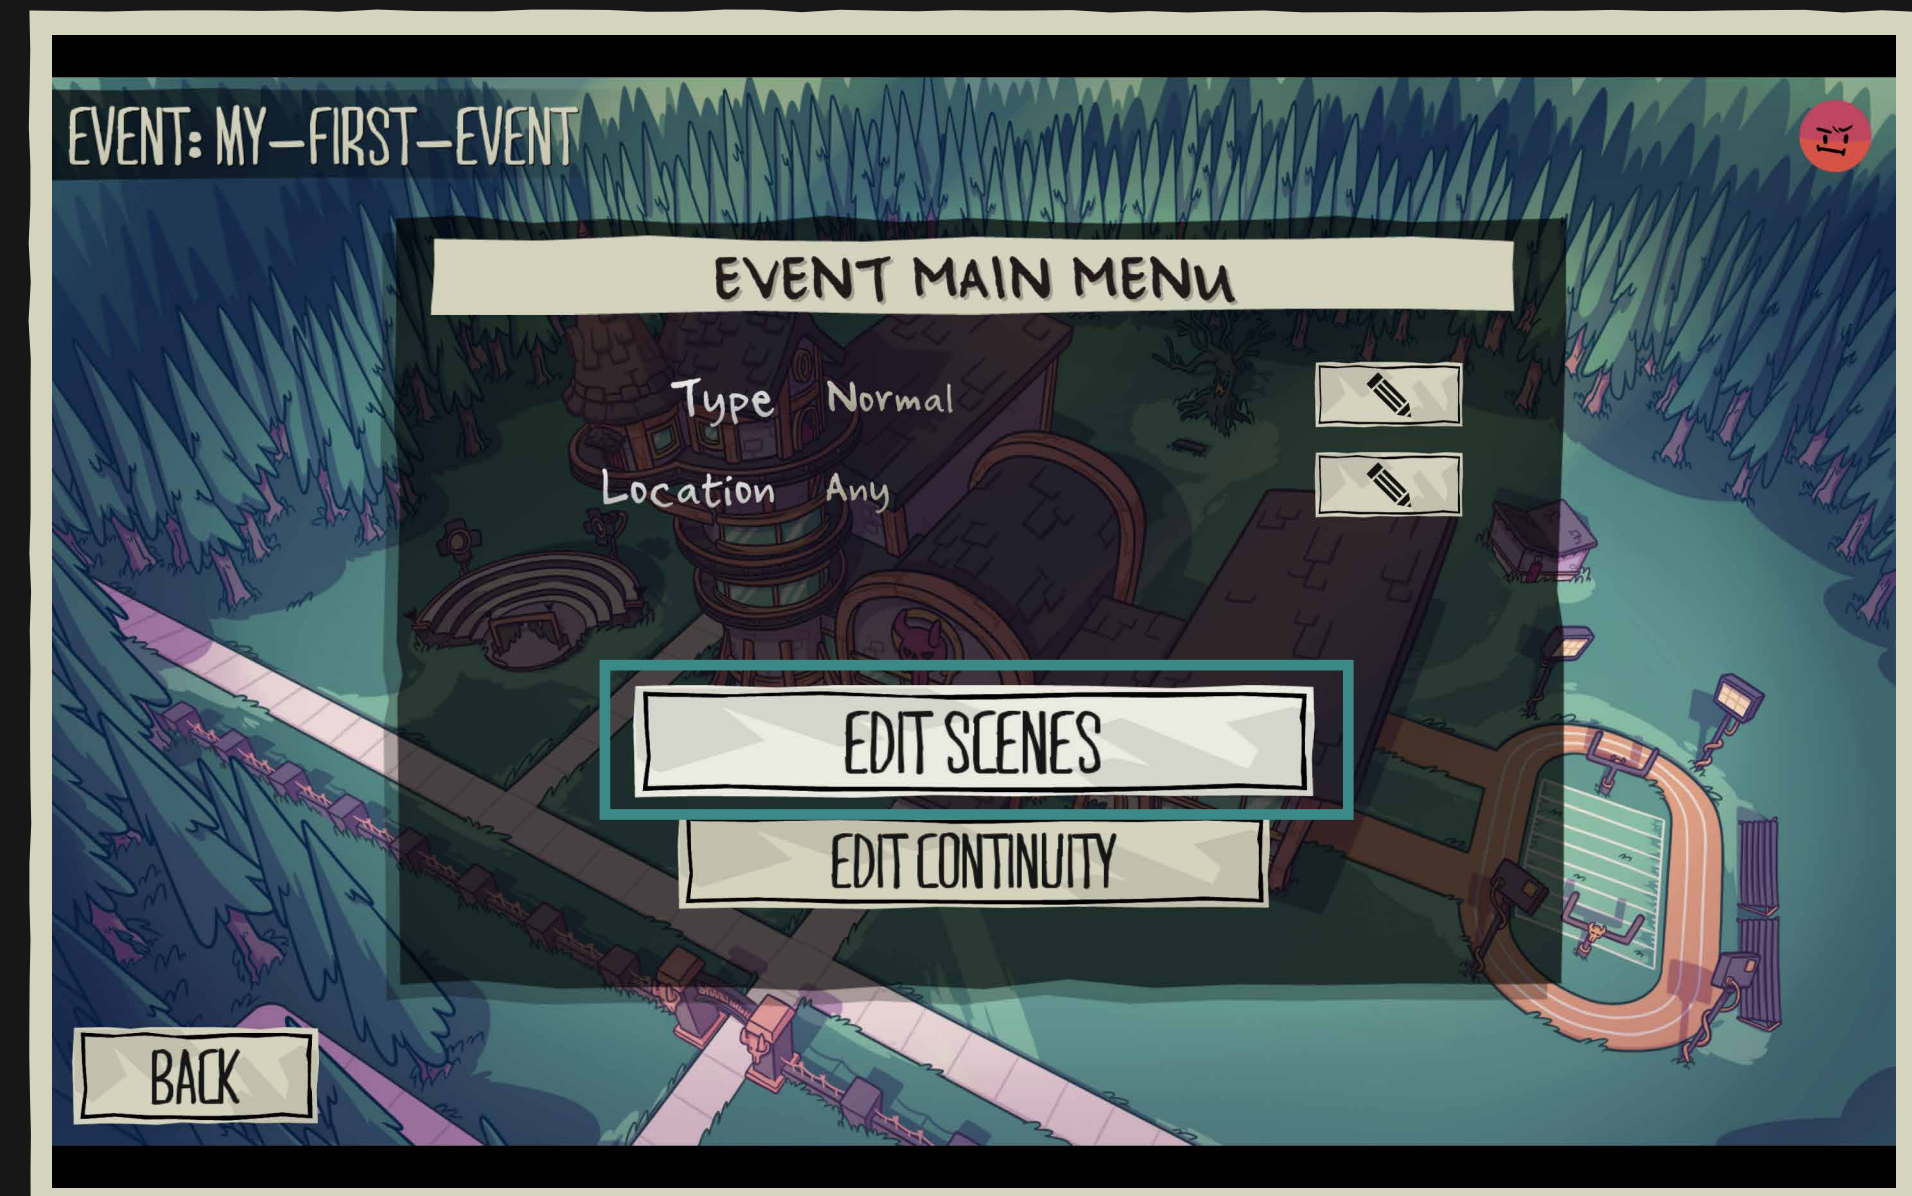 EVENT: MY-FIRST-EVENT
EVENT MAIN MENU
Type Normal
Location Any
EDIT SCENES
EDIT CONTINUITY
BACK